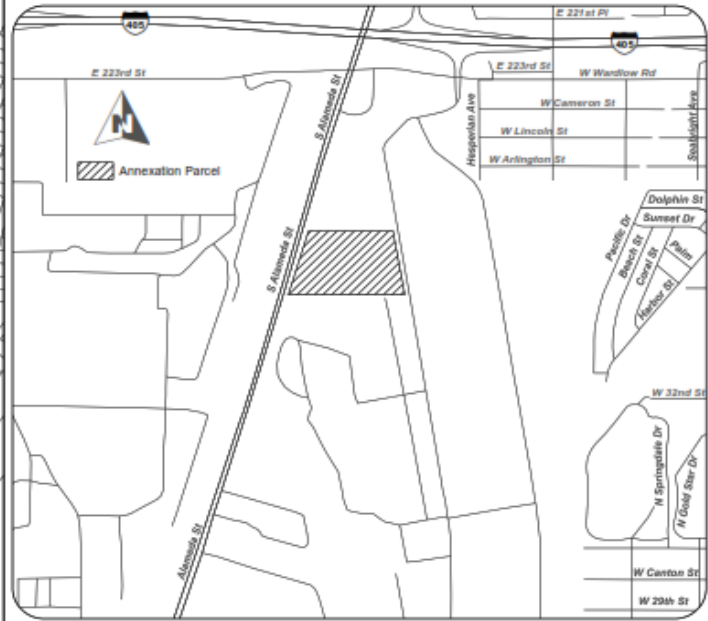 E 221st Pl
405
405
E 223rd St
E 223rd St
W Wardlow Rd
S Alameda St
Hesperian Ave
W Cameron St
Seabright Ave
N
W Lincoln St
W Arlington St
Annexation Parcel
Dolphin St
Sunset Dr
Pacific Dr
Beach St
Coral St
Palm
Harbor St
S Alameda St
W 32nd St
N Springdale Dr
N Gold Star Dr
Alameda St
W Canton St
W 29th St